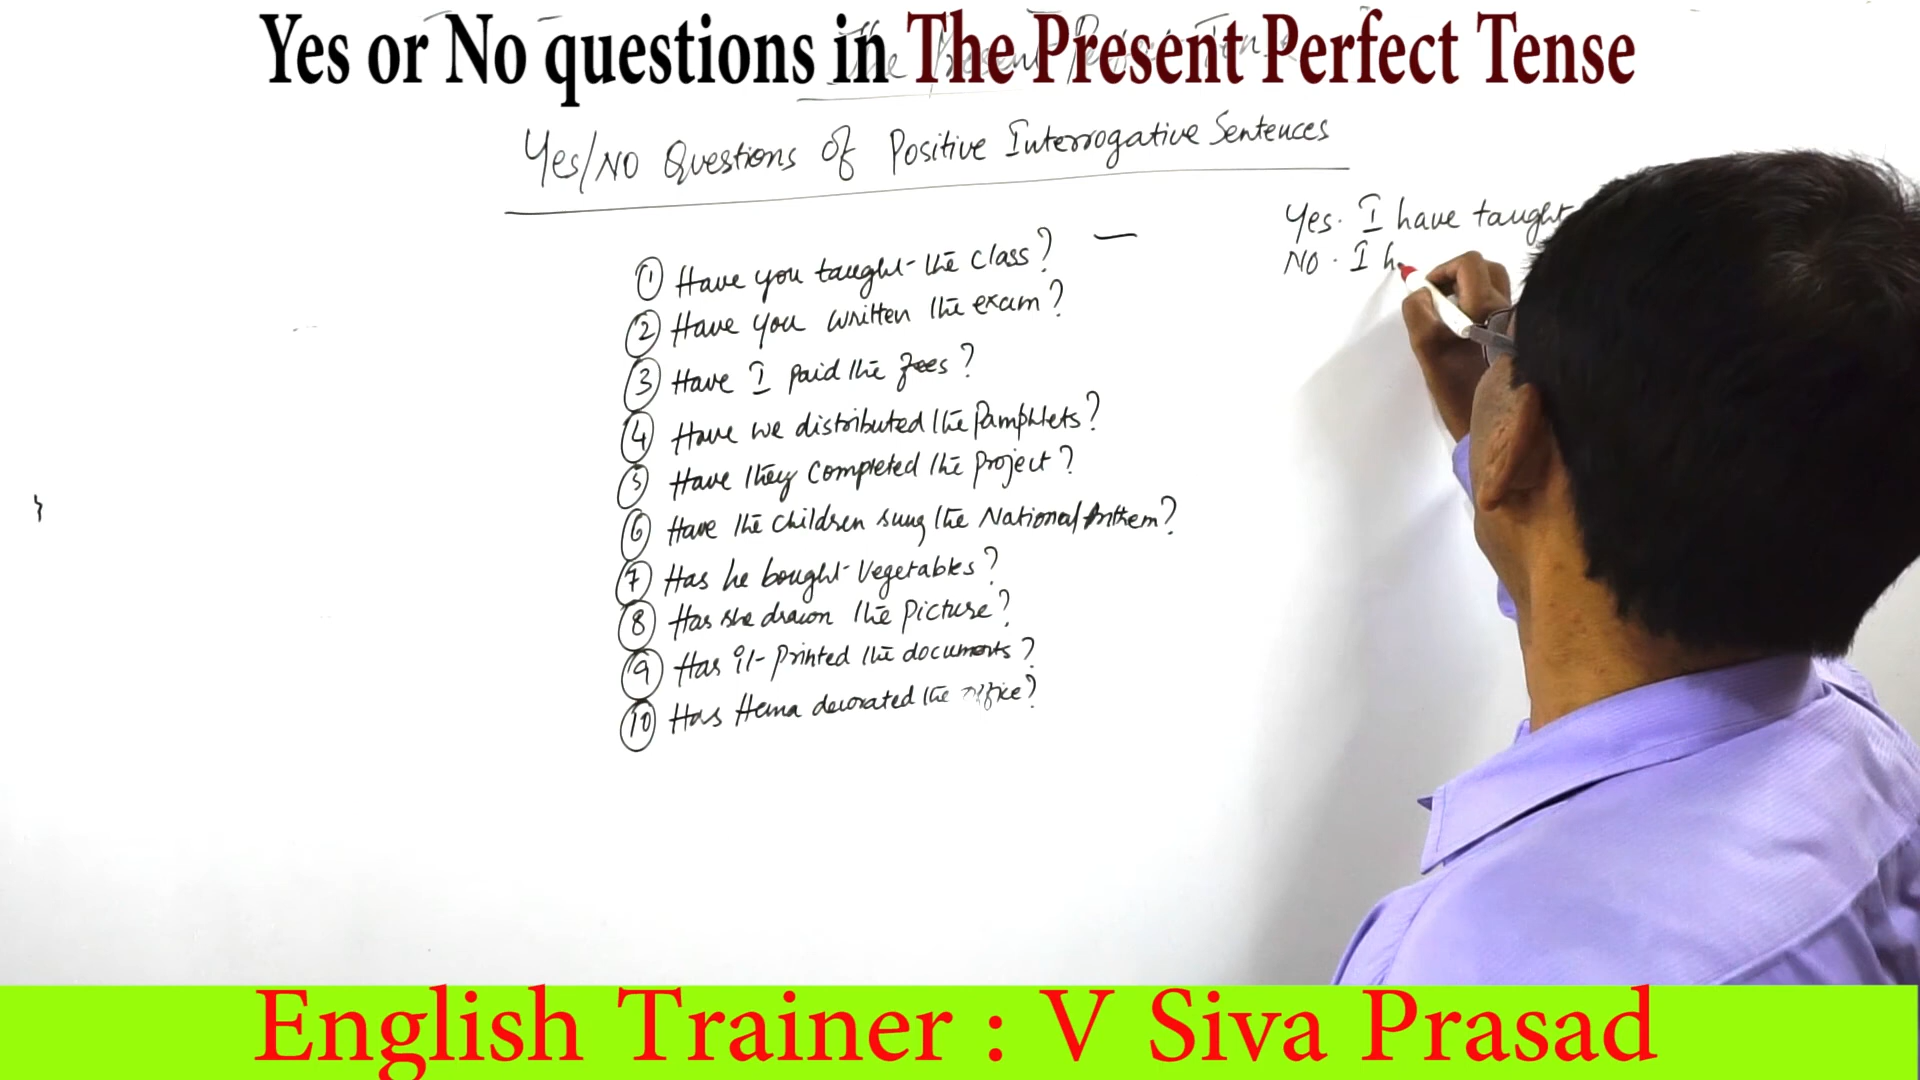 Yes or No questions in The Present Perfect Tense
Yes/No Questions of Positive Interrogative Sentences
Yes. I have taught
No. I h
1 Have you taught the class?
2 Have you written the exam?
3 Have I paid the fees?
4 Have we distributed the Pamphlets?
5 Have they completed the project?
6 Have the children sung the National Anthem?
7 Has he bought Vegetables?
8 Has she drawn the picture?
9 Has it printed the documents?
10 Has Hema decorated the office?
English Trainer : V Siva Prasad